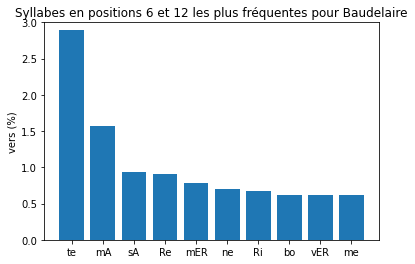 Syllabes en positions 6 et 12 les plus fréquentes pour Baudelaire
vers (%)
3.0
2.5
2.0
1.5
1.0
0.5
0.0
te mA sA Re mER ne Ri bo vER me